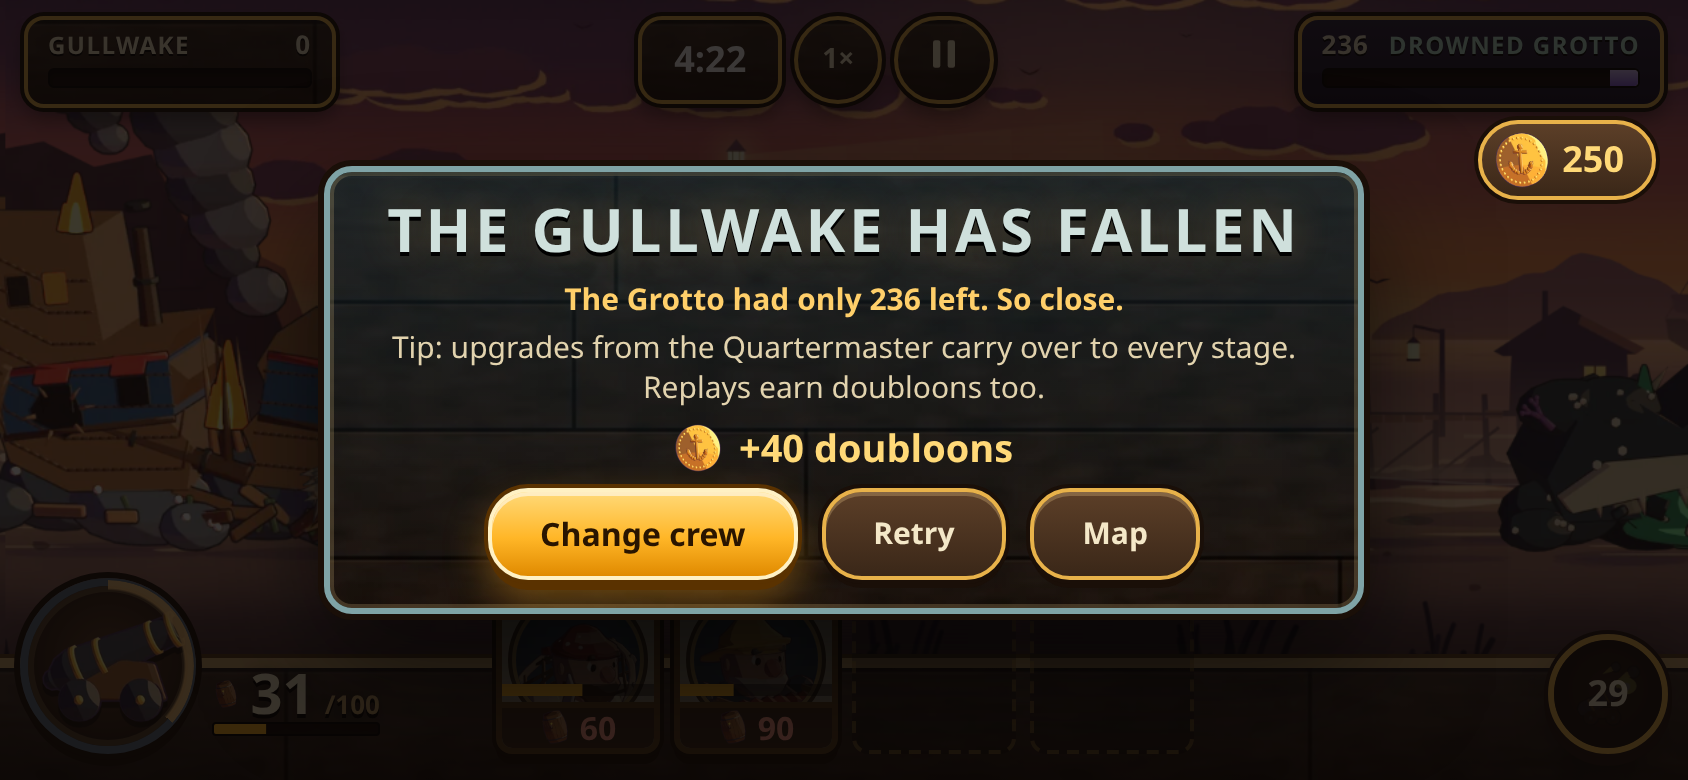 GULLWAKE 0
4:22
1×
236 DROWNED GROTTO
250
THE GULLWAKE HAS FALLEN
The Grotto had only 236 left. So close.
Tip: upgrades from the Quartermaster carry over to every stage.
Replays earn doubloons too.
+40 doubloons
Change crew
Retry
Map
31 /100
60
90
29